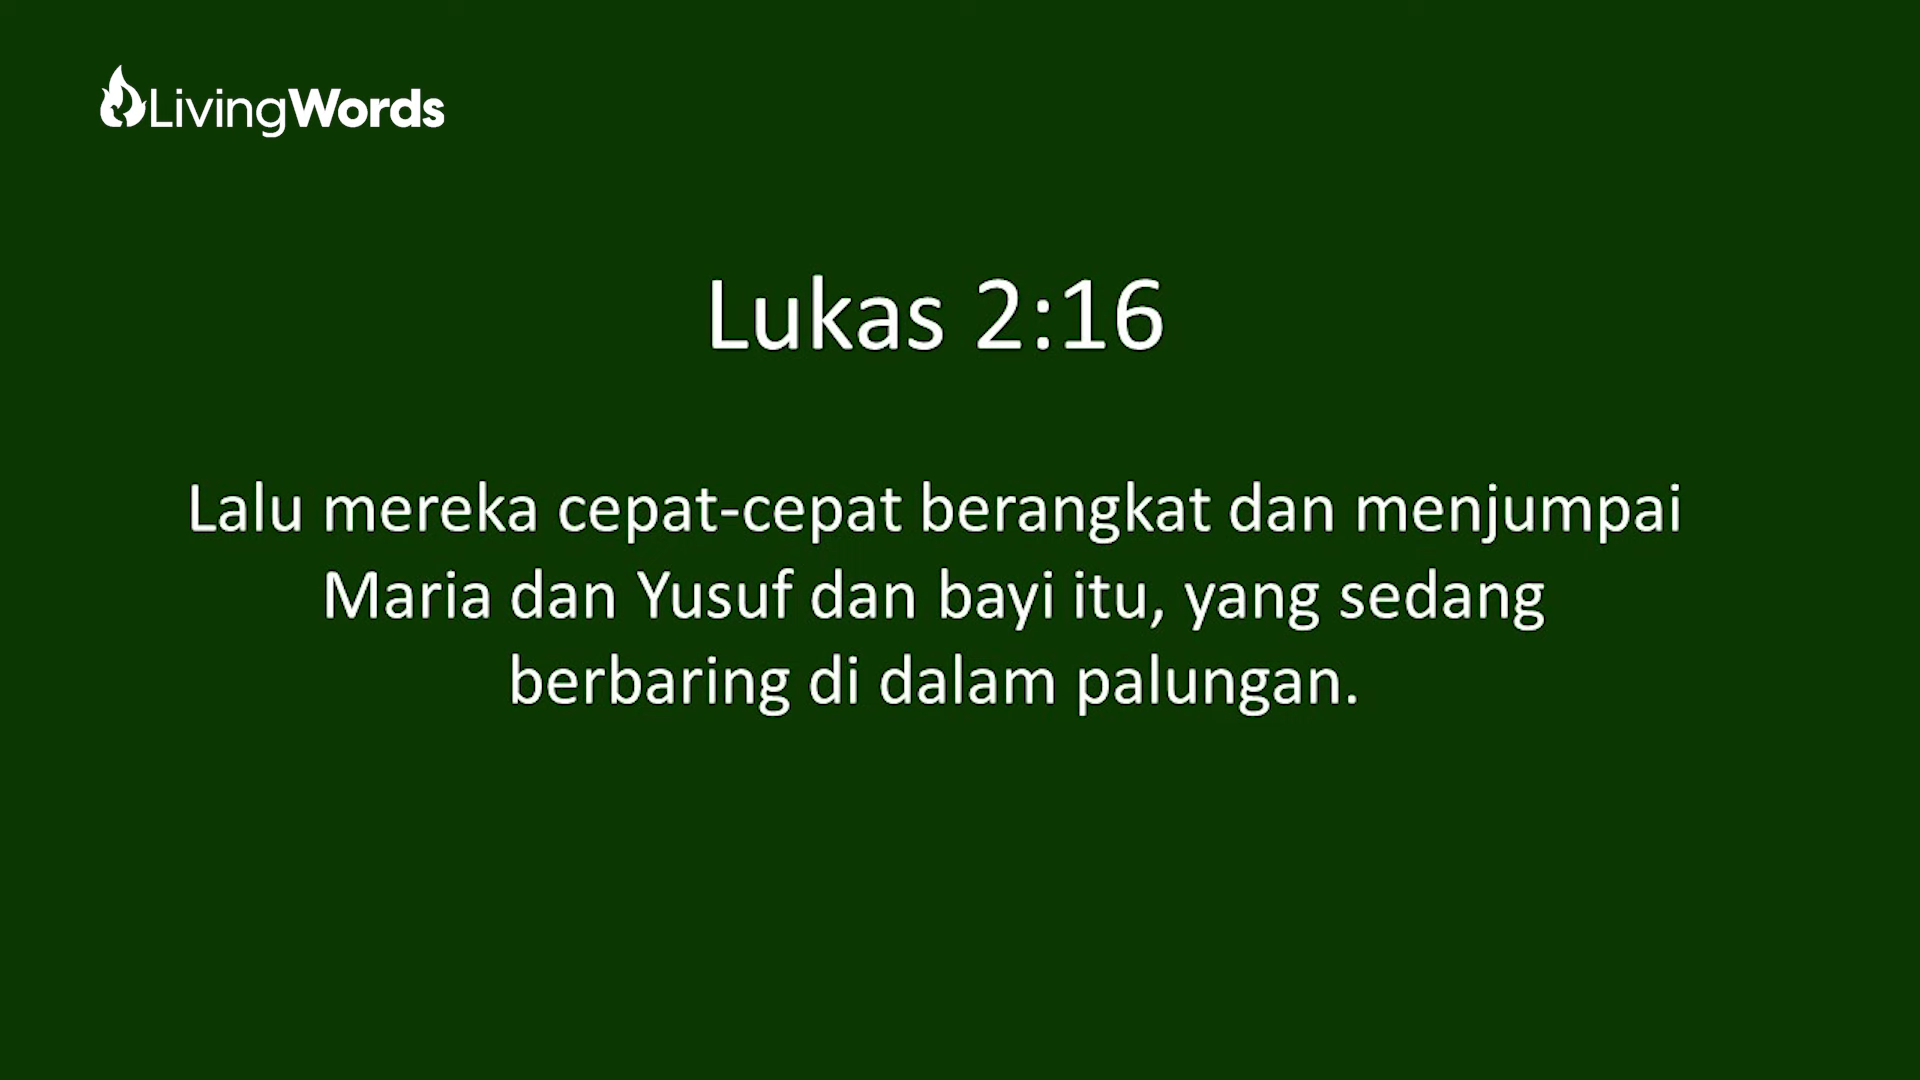 LivingWords
Lukas 2:16
Lalu mereka cepat-cepat berangkat dan menjumpai
Maria dan Yusuf dan bayi itu, yang sedang
berbaring di dalam palungan.